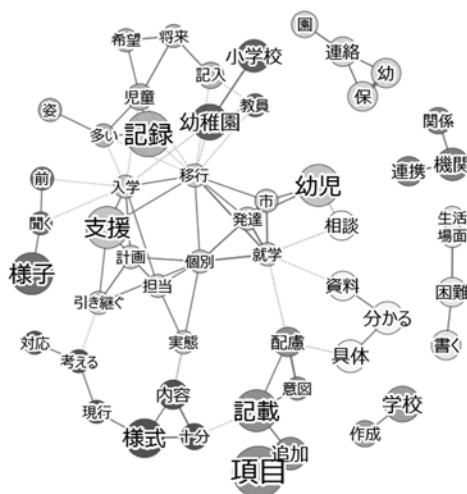 将来
希望
小学校
園
連絡
幼
保
記入
児童
教員
姿
多い
記録
幼稚園
関係
機関
連携
前
入学
移行
市
幼児
聞く
支援
発達
相談
生活
場面
様子
計画
個別
就学
引き継ぐ
担当
資料
困難
分かる
対応
考える
実態
配慮
具体
書く
現行
内容
意図
様式
十分
記載
学校
作成
追加
項目